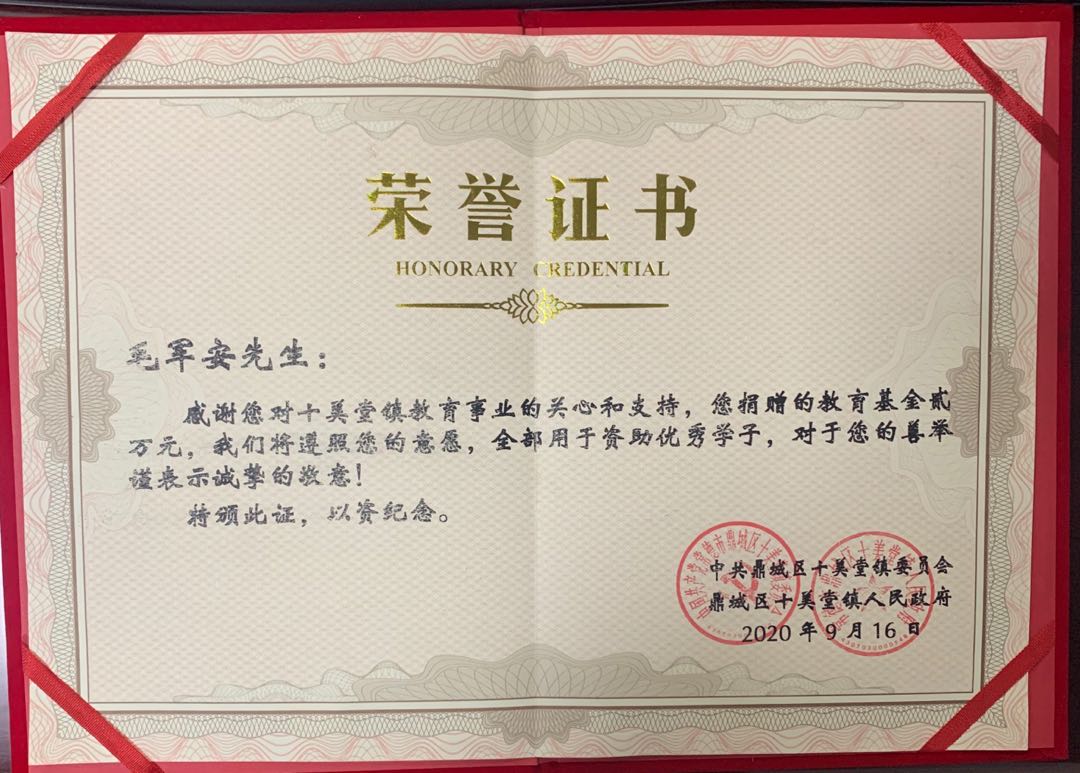 荣誉证书
HONORARY CREDENTIAL
毛军安先生：
感谢您对十美堂镇教育事业的关心和支持，您捐赠的教育基金贰
万元，我们将遵照您的意愿，全部用于资助优秀学子，对于您的善举
谨表示诚挚的敬意！
特颁此证，以资纪念。
中共鼎城区十美堂镇委员会
鼎城区十美堂镇人民政府
2020年9月16日